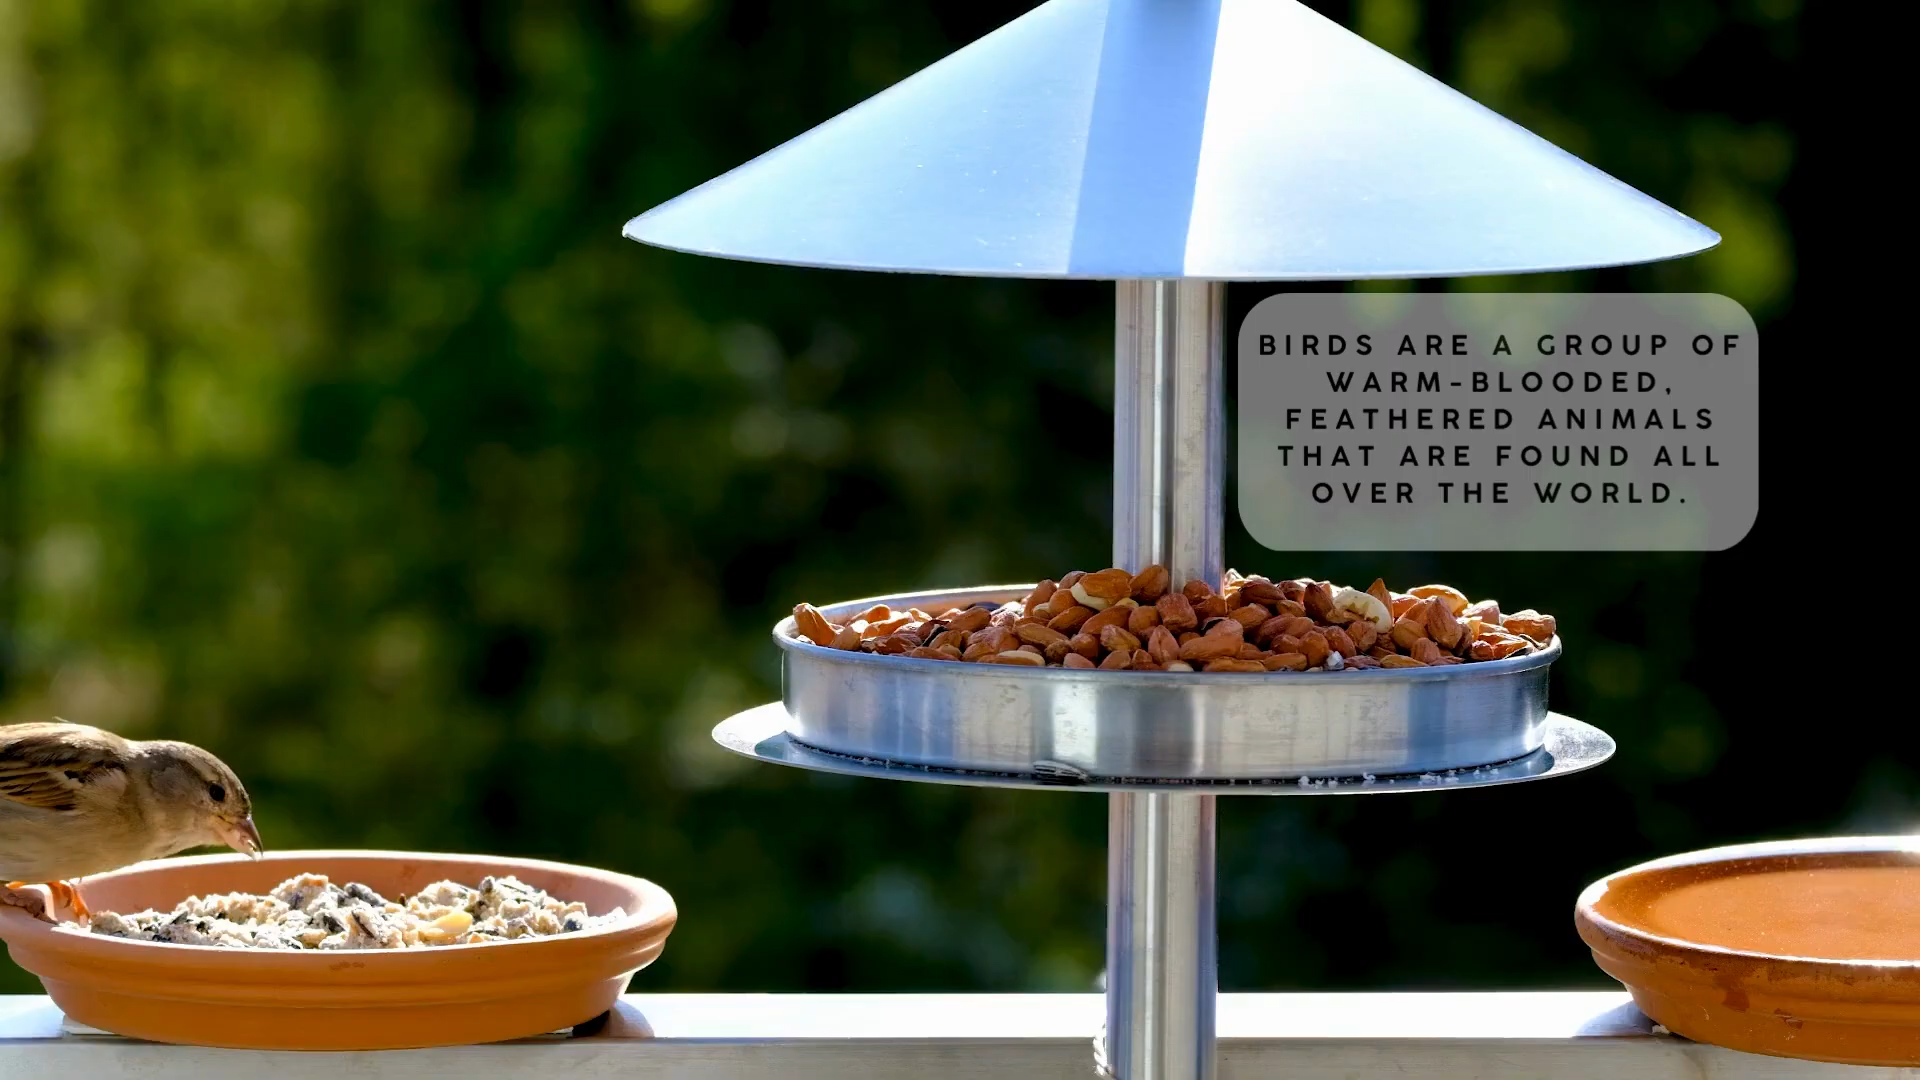 BIRDS ARE A GROUP OF
WARM-BLOODED,
FEATHERED ANIMALS
THAT ARE FOUND ALL
OVER THE WORLD.